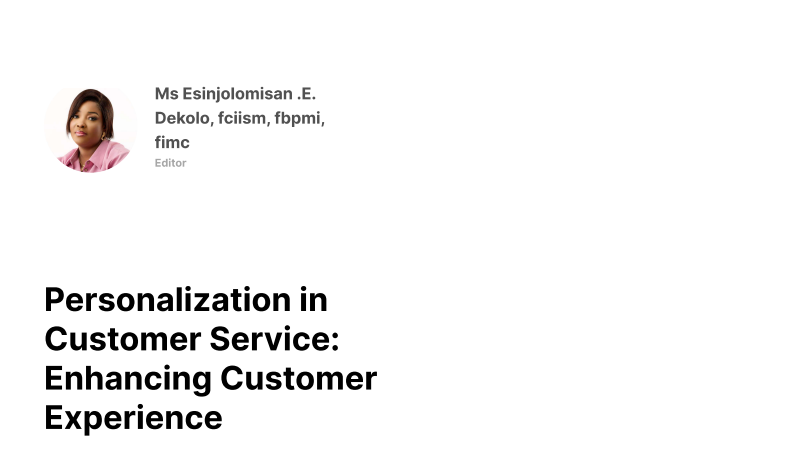 Ms Esinjolomisan .E.
Dekolo, fciism, fbpmi,
fimc
Editor
Personalization in
Customer Service:
Enhancing Customer
Experience